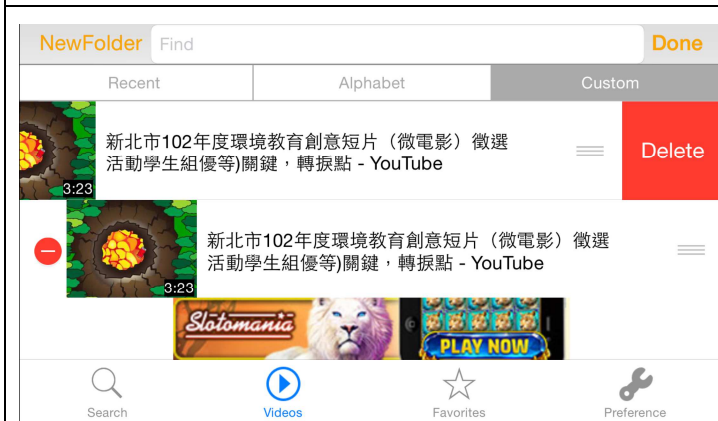 NewFolder Find Done
Recent Alphabet Custom
新北市102年度環境教育創意短片（微電影）徵選
活動學生組優等)關鍵，轉捩點 - YouTube
Delete
3:23
新北市102年度環境教育創意短片（微電影）徵選
活動學生組優等)關鍵，轉捩點 - YouTube
3:23
Slotomania
PLAY NOW
Search Videos Favorites Preference